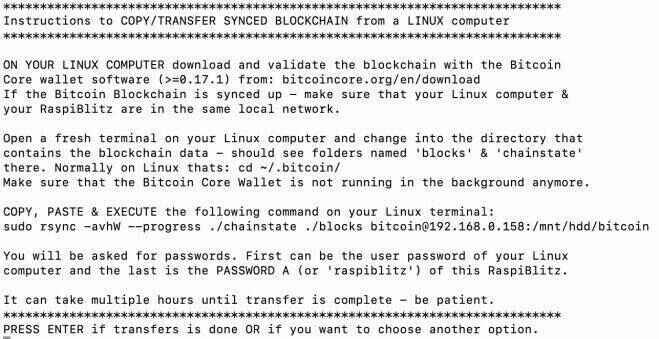 ******************************************************************************
Instructions to COPY/TRANSFER SYNCED BLOCKCHAIN from a LINUX computer
******************************************************************************
ON YOUR LINUX COMPUTER download and validate the blockchain with the Bitcoin
Core wallet software (>=0.17.1) from: bitcoincore.org/en/download
If the Bitcoin Blockchain is synced up - make sure that your Linux computer &
your RaspiBlitz are in the same local network.
Open a fresh terminal on your Linux computer and change into the directory that
contains the blockchain data - should see folders named 'blocks' & 'chainstate'
there. Normally on Linux thats: cd ~/.bitcoin/
Make sure that the Bitcoin Core Wallet is not running in the background anymore.
COPY, PASTE & EXECUTE the following command on your Linux terminal:
sudo rsync -avhW --progress ./chainstate ./blocks bitcoin@192.168.0.158:/mnt/hdd/bitcoin
You will be asked for passwords. First can be the user password of your Linux
computer and the last is the PASSWORD A (or 'raspiblitz') of this RaspiBlitz.
It can take multiple hours until transfer is complete - be patient.
******************************************************************************
PRESS ENTER if transfers is done OR if you want to choose another option.